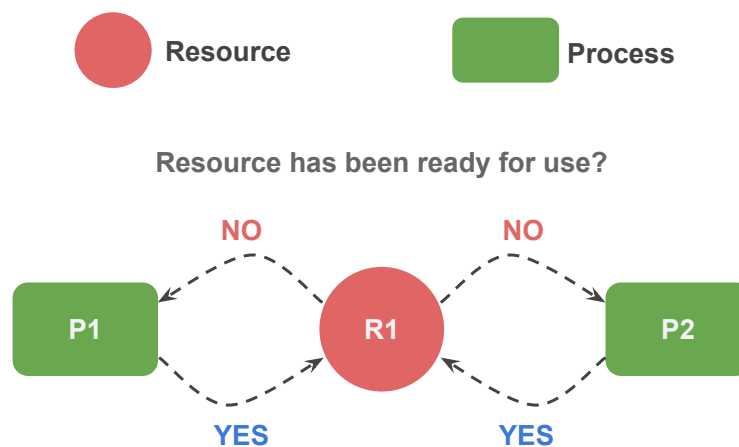 Resource
Process
Resource has been ready for use?
NO
NO
P1
R1
P2
YES
YES